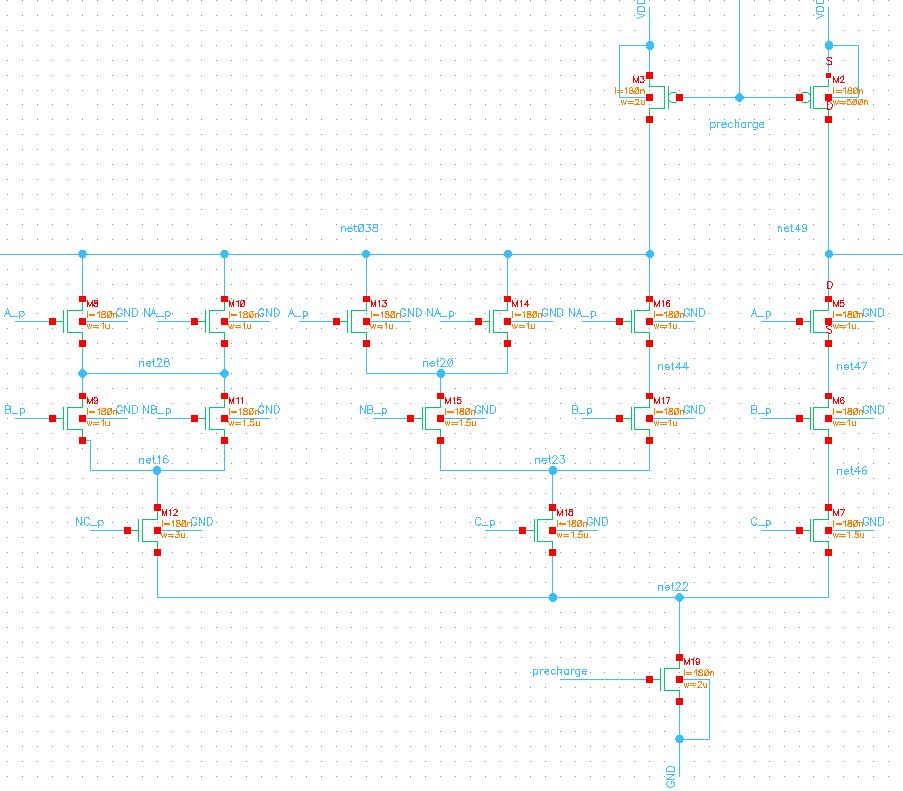 VDD VDD
S
M3 M2
l=180n l=180n
w=2u w=500n
D
precharge
net038 net49
D
M8 M10 M13 M14 M16 M5
l=180n l=180n l=180n l=180n l=180n l=180n
A_p GND NA_p GND A_p GND NA_p GND NA_p GND A_p GND
w=1u w=1u w=1u w=1u w=1u w=1u
S
net28 net20 net44 net47
M9 M11 M15 M17 M6
l=180n l=180n l=180n l=180n l=180n
B_p GND NB_p GND NB_p GND B_p GND B_p GND
w=1u w=1.5u w=1.5u w=1u w=1u
net16 net23 net46
M12 M18 M7
l=180n l=180n l=180n
NC_p GND C_p GND C_p GND
w=3u w=1.5u w=1.5u
net22
M19
precharge l=180n
w=2u
GND